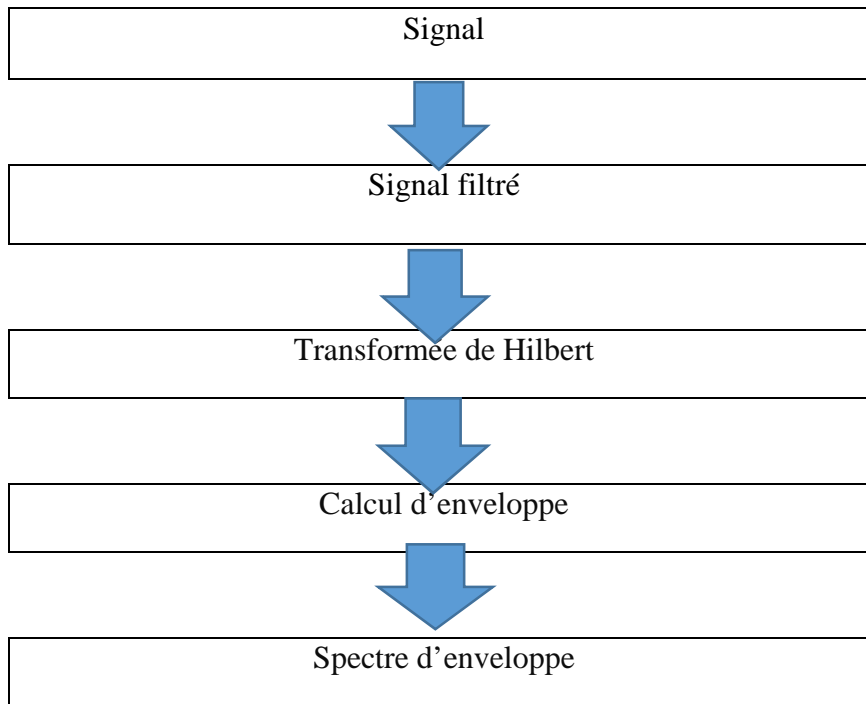 Signal
Signal filtré
Transformée de Hilbert
Calcul d’enveloppe
Spectre d’enveloppe